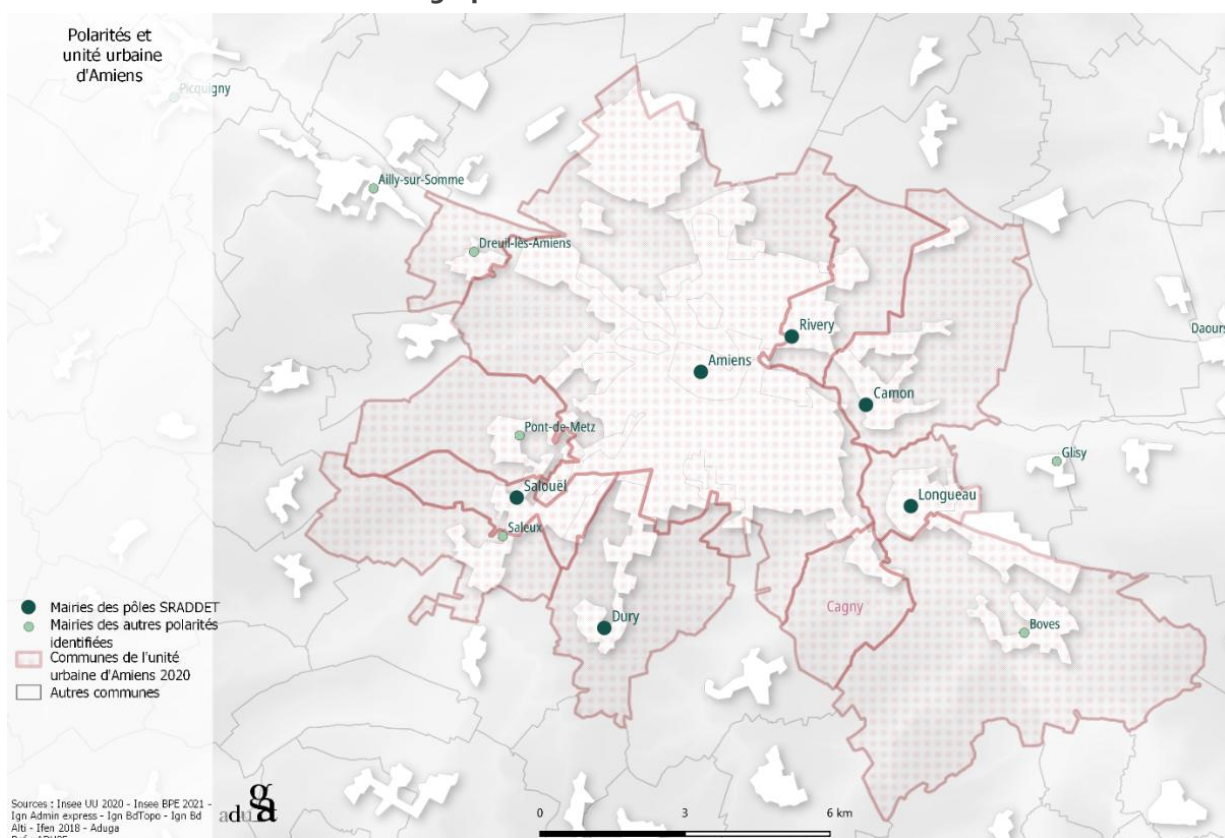 Polarités et
unité urbaine
d'Amiens
Picquigny
Ailly-sur-Somme
Dreuil-lès-Amiens
Rivery
Daours
Amiens
Camon
Pont-de-Metz
Glisy
Salouël
Longueau
Saleux
Cagny
Dury
Boves
Mairies des pôles SRADDET
Mairies des autres polarités
identifiées
Communes de l'unité
urbaine d'Amiens 2020
Autres communes
Sources : Insee UU 2020 - Insee BPE 2021 -
Ign Admin express - Ign BdTopo - Ign Bd
Alti - Ifen 2018 - Aduga
aduga
0 3 6 km